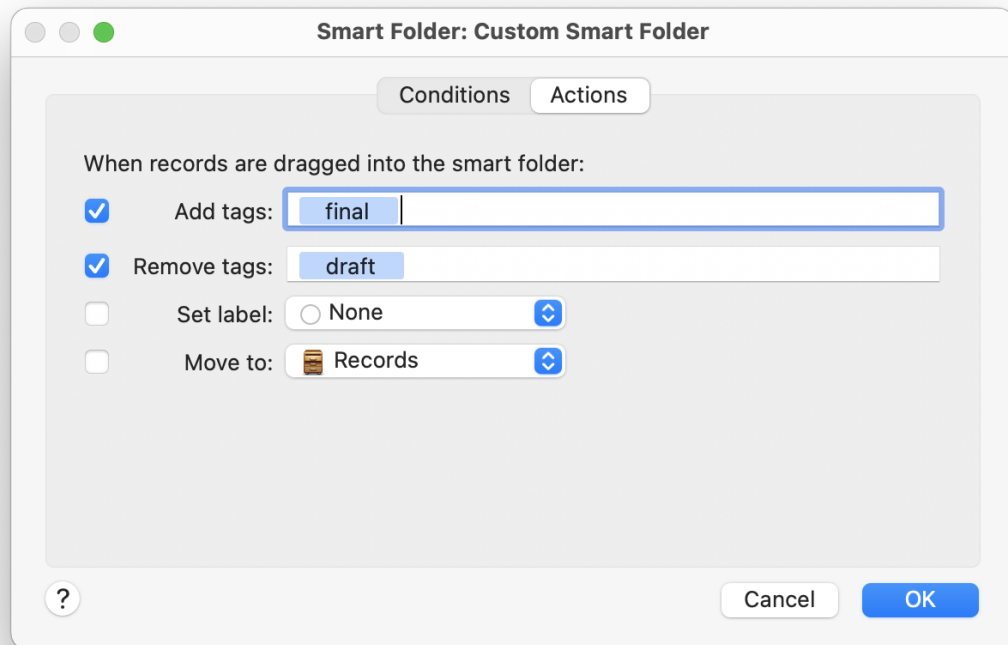 Smart Folder: Custom Smart Folder
Conditions Actions
When records are dragged into the smart folder:
Add tags: final
Remove tags: draft
Set label: None
Move to: Records
? Cancel OK